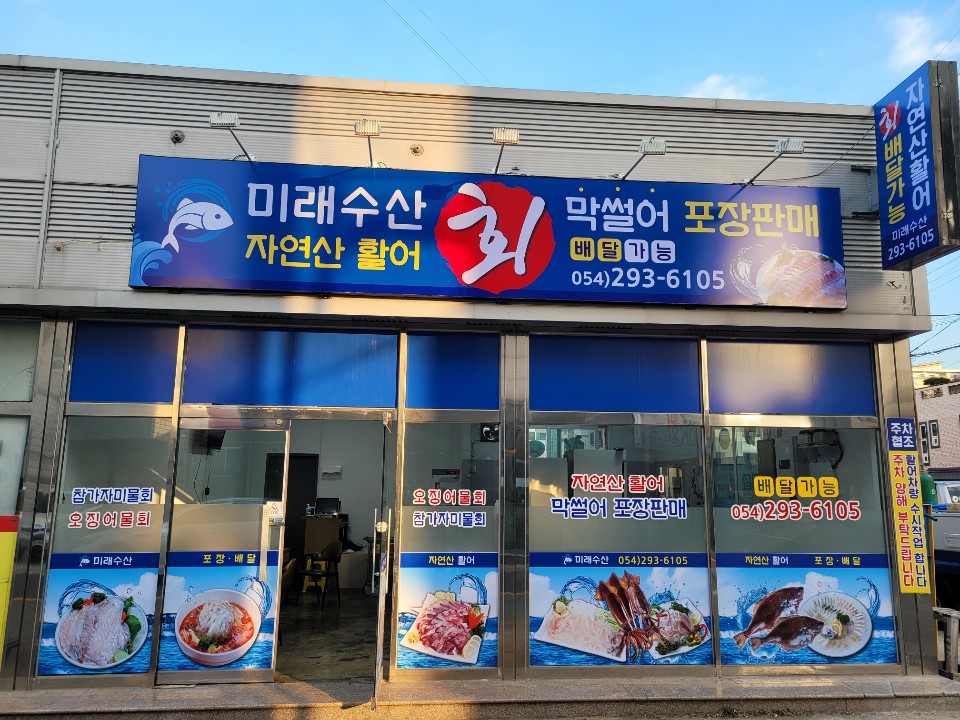 미래수산
자연산 활어
회
막썰어 포장판매
배달가능
054)293-6105
회 배달가능
자연산활어
미래수산
293-6105
참가자미물회
오징어물회
오징어물회
참가자미물회
자연산 활어
막썰어 포장판매
배달가능
054)293-6105
미래수산
포장·배달
자연산 활어
미래수산 054)293-6105
자연산 활어 포장·배달
주차
협조
활어차량 수시작업 합니다
주차 양해 부탁드립니다